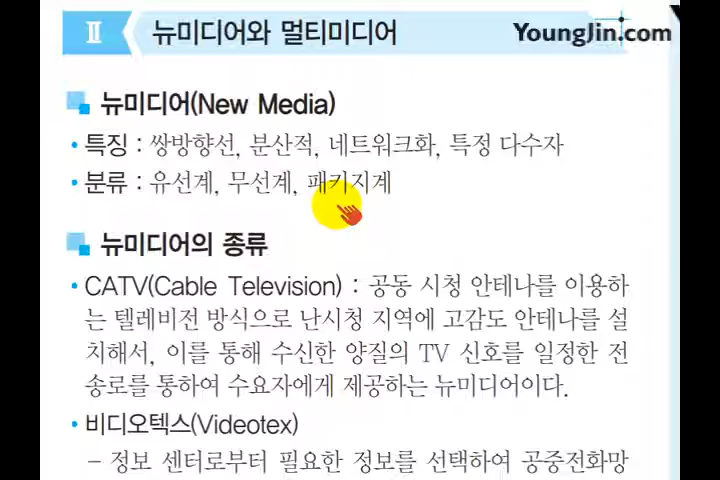 Ⅱ 뉴미디어와 멀티미디어
YoungJin.com
뉴미디어(New Media)
• 특징 : 쌍방향선, 분산적, 네트워크화, 특정 다수자
• 분류 : 유선계, 무선계, 패키지계
뉴미디어의 종류
• CATV(Cable Television) : 공동 시청 안테나를 이용하
는 텔레비전 방식으로 난시청 지역에 고감도 안테나를 설
치해서, 이를 통해 수신한 양질의 TV 신호를 일정한 전
송로를 통하여 수요자에게 제공하는 뉴미디어이다.
• 비디오텍스(Videotex)
– 정보 센터로부터 필요한 정보를 선택하여 공중전화망